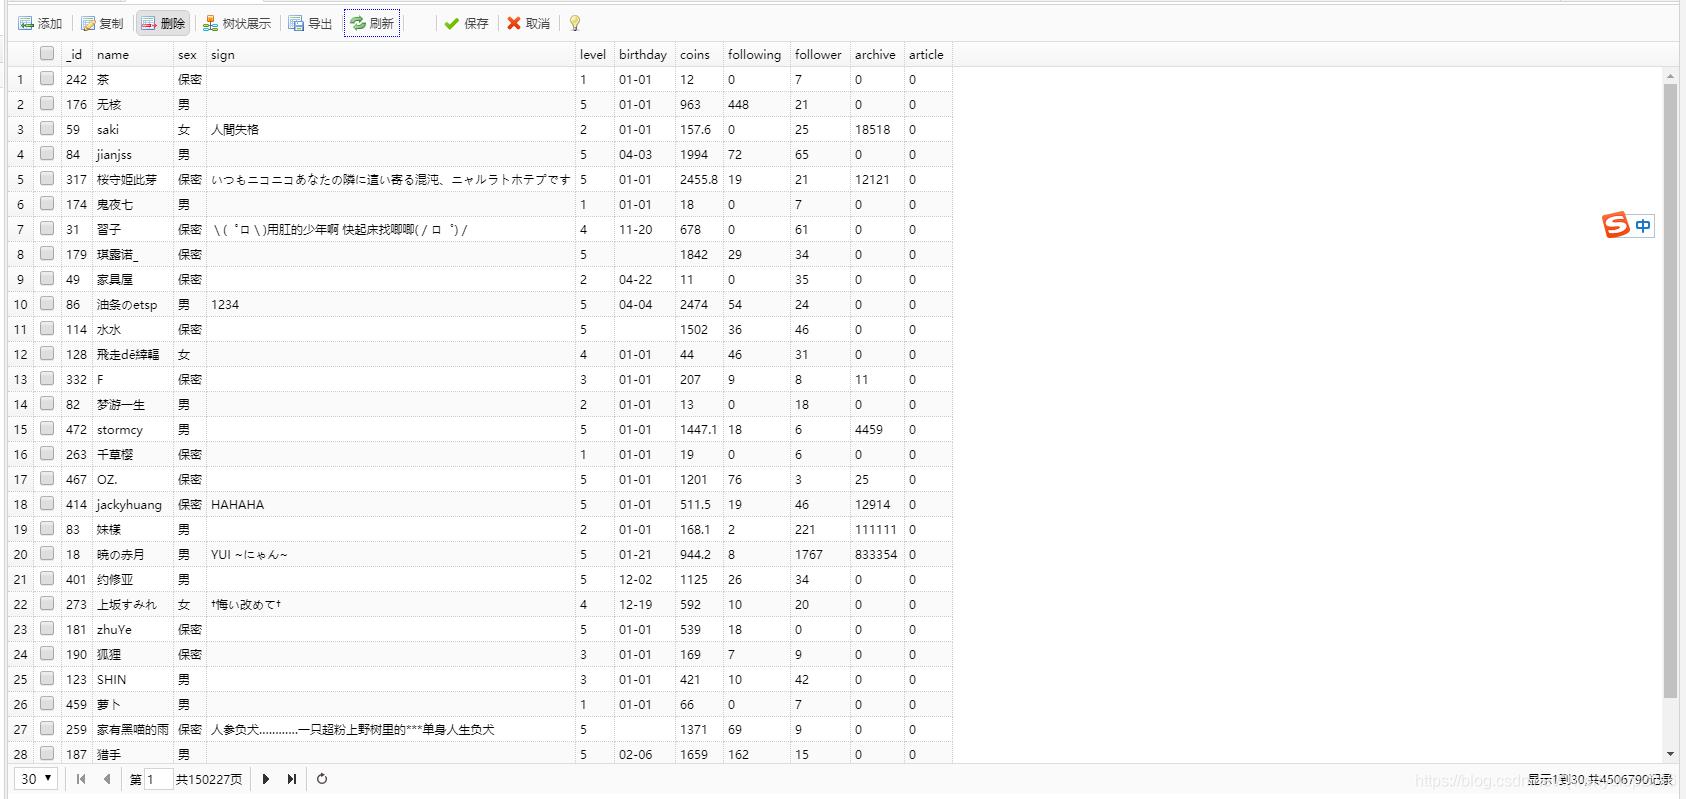 添加 复制 删除 树状展示 导出 刷新 保存 取消
_id name sex sign level birthday coins following follower archive article
1 242 茶 保密 1 01-01 12 0 7 0 0
2 176 无核 男 5 01-01 963 448 21 0 0
3 59 saki 女 人間失格 2 01-01 157.6 0 25 18518 0
4 84 jianjss 男 5 04-03 1994 72 65 0 0
5 317 桜守姫此芽 保密 いつもニコニコあなたの隣に這い寄る混沌、ニャルラトホテプです 5 01-01 2455.8 19 21 12121 0
6 174 鬼夜七 男 1 01-01 18 0 7 0 0
7 31 習子 保密 \ ( ゜ロ \ )用肛的少年啊 快起床找唧唧( / ロ ゜) / 4 11-20 678 0 61 0 0
8 179 琪露诺_ 保密 5 1842 29 34 0 0
9 49 家具屋 保密 2 04-22 11 0 35 0 0
10 86 油条のetsp 男 1234 5 04-04 2474 54 24 0 0
11 114 水水 保密 5 1502 36 46 0 0
12 128 飛走dē緈輻 女 4 01-01 44 46 31 0 0
13 332 F 保密 3 01-01 207 9 8 11 0
14 82 梦游一生 男 2 01-01 13 0 18 0 0
15 472 stormcy 男 5 01-01 1447.1 18 6 4459 0
16 263 千草樱 保密 1 01-01 19 0 6 0 0
17 467 OZ. 保密 5 01-01 1201 76 3 25 0
18 414 jackyhuang 保密 HAHAHA 5 01-01 511.5 19 46 12914 0
19 83 妹樣 男 2 01-01 168.1 2 221 111111 0
20 18 暁の赤月 男 YUI ~にゃん~ 5 01-21 944.2 8 1767 833354 0
21 401 约修亚 男 5 12-02 1125 26 34 0 0
22 273 上坂すみれ 女 †悔い改めて† 4 12-19 592 10 20 0 0
23 181 zhuYe 保密 5 01-01 539 18 0 0 0
24 190 狐狸 保密 3 01-01 169 7 9 0 0
25 123 SHIN 男 3 01-01 421 10 42 0 0
26 459 萝卜 男 1 01-01 66 0 7 0 0
27 259 家有黑喵的雨 保密 人参负犬…………一只超粉上野树里的***单身人生负犬 5 1371 69 9 0 0
28 187 猎手 男 5 02-06 1659 162 15 0 0
S 中
30 第 1 共150227页 显示1到30,共4506790记录
https://blog.csdn